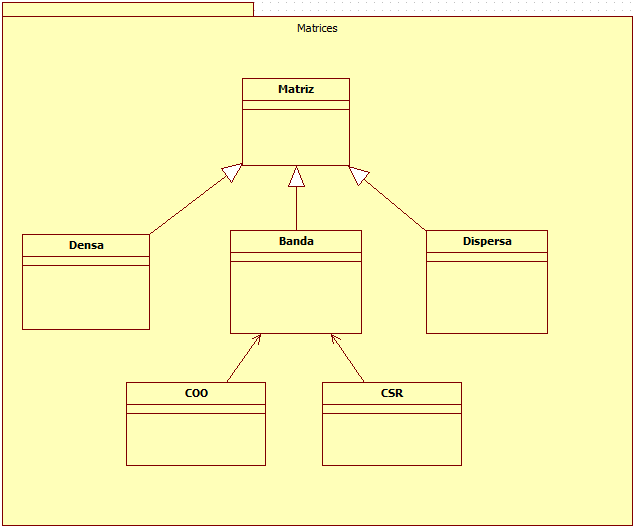 Matrices
Matriz
Densa
Banda
Dispersa
COO
CSR